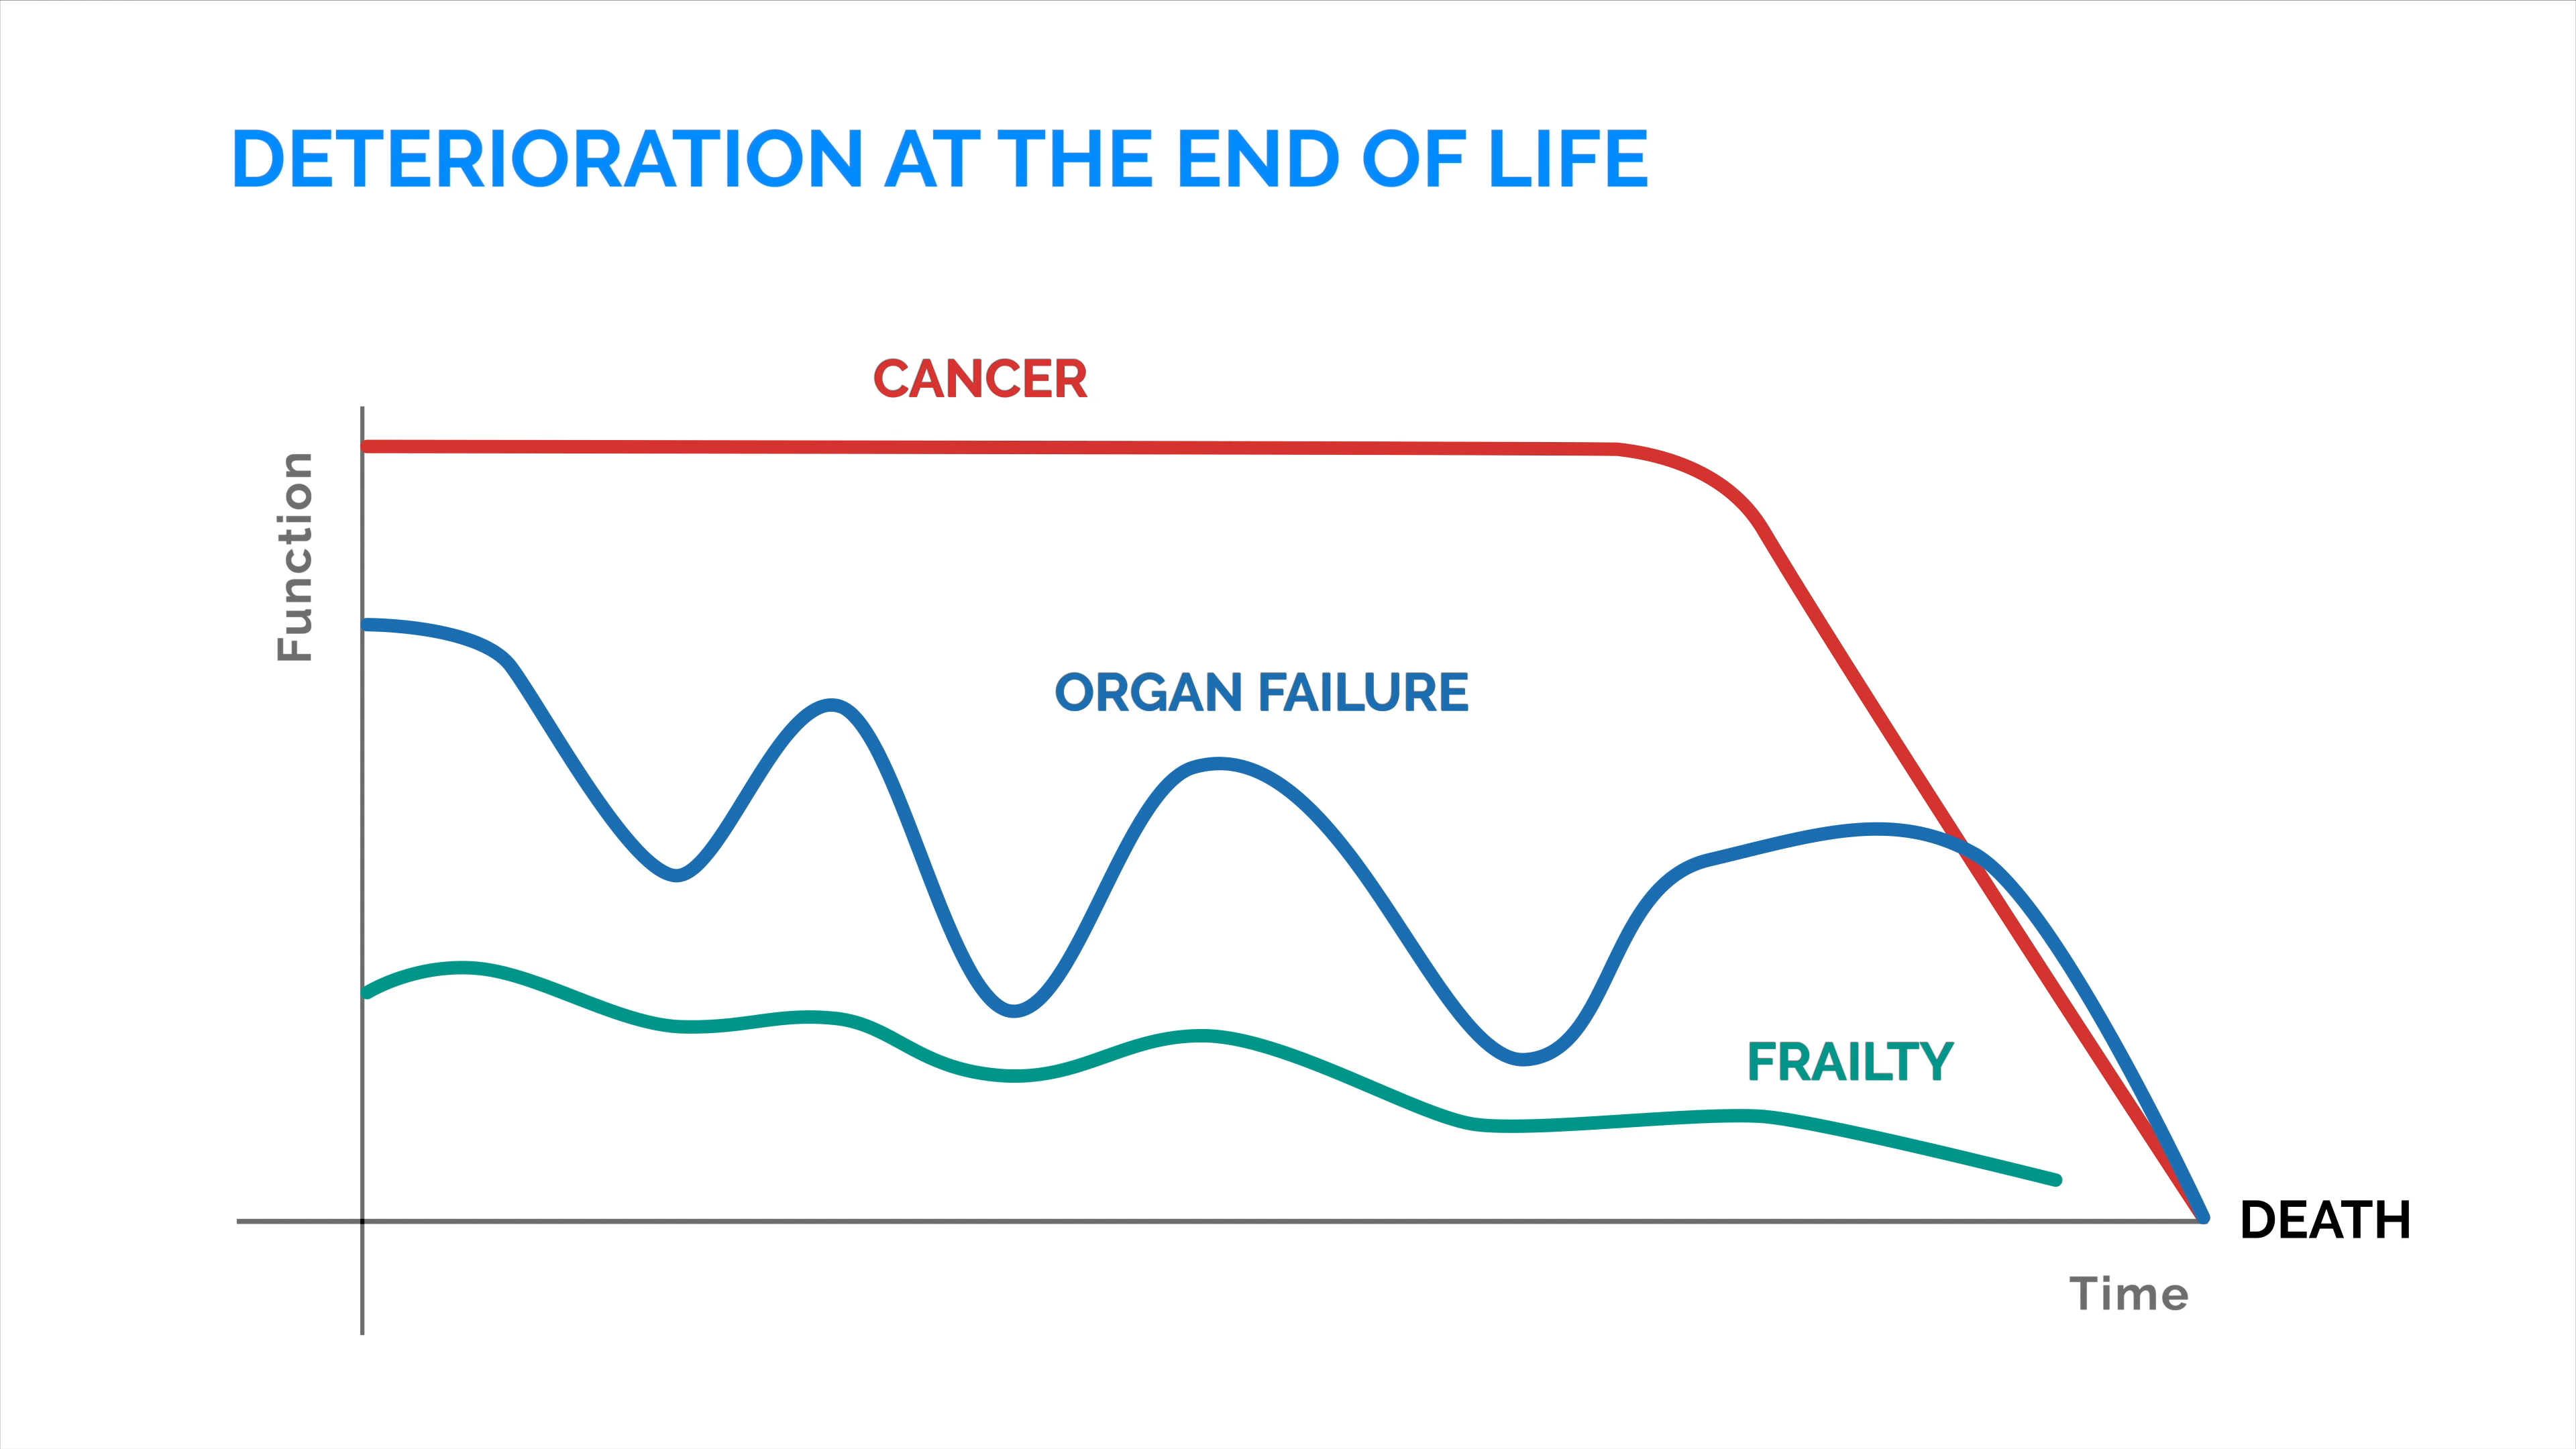 DETERIORATION AT THE END OF LIFE
CANCER
Function
ORGAN FAILURE
FRAILTY
DEATH
Time